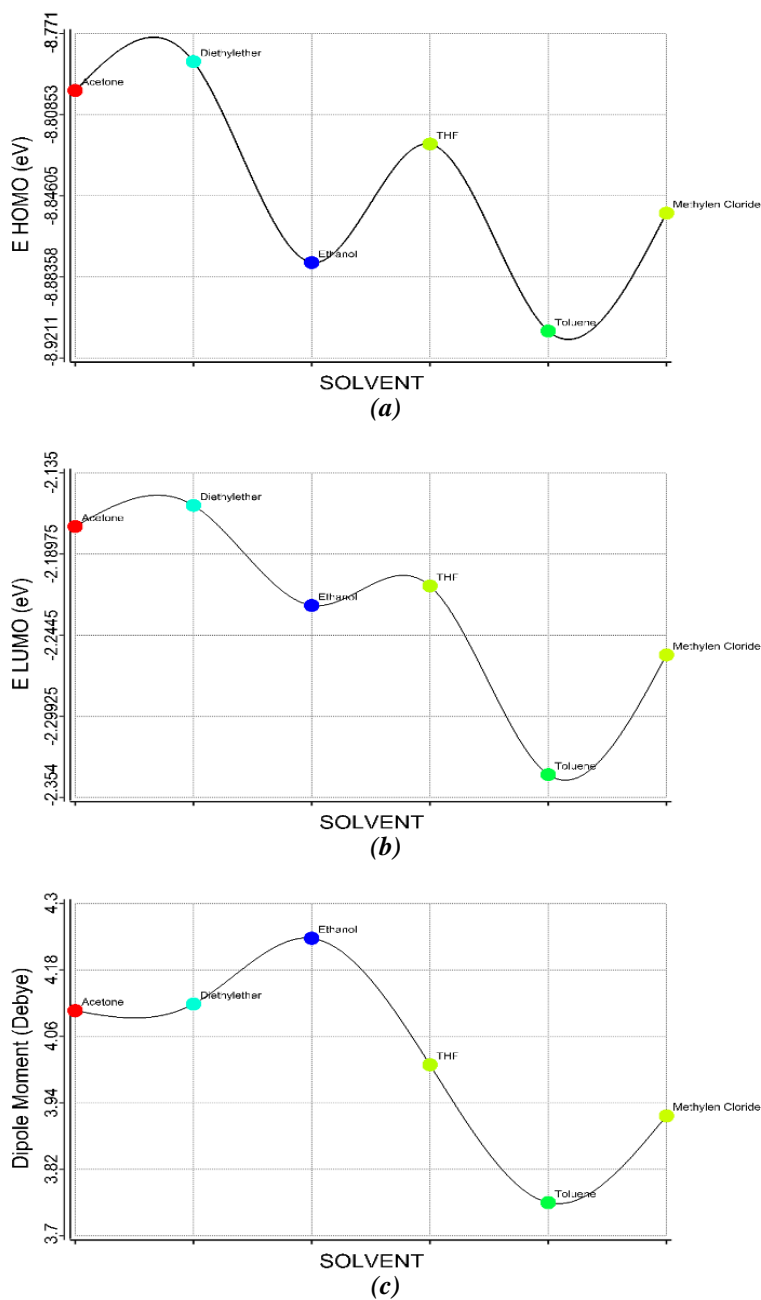 -8.771
-8.80853
-8.84605
-8.88358
-8.9211
E HOMO (eV)
Acetone
Diethylether
Ethanol
THF
Toluene
Methylen Cloride
SOLVENT
(a)
-2.135
-2.18975
-2.2445
-2.29925
-2.354
E LUMO (eV)
Acetone
Diethylether
Ethanol
THF
Toluene
Methylen Cloride
SOLVENT
(b)
4.3
4.18
4.06
3.94
3.82
3.7
Dipole Moment (Debye)
Acetone
Diethylether
Ethanol
THF
Toluene
Methylen Cloride
SOLVENT
(c)